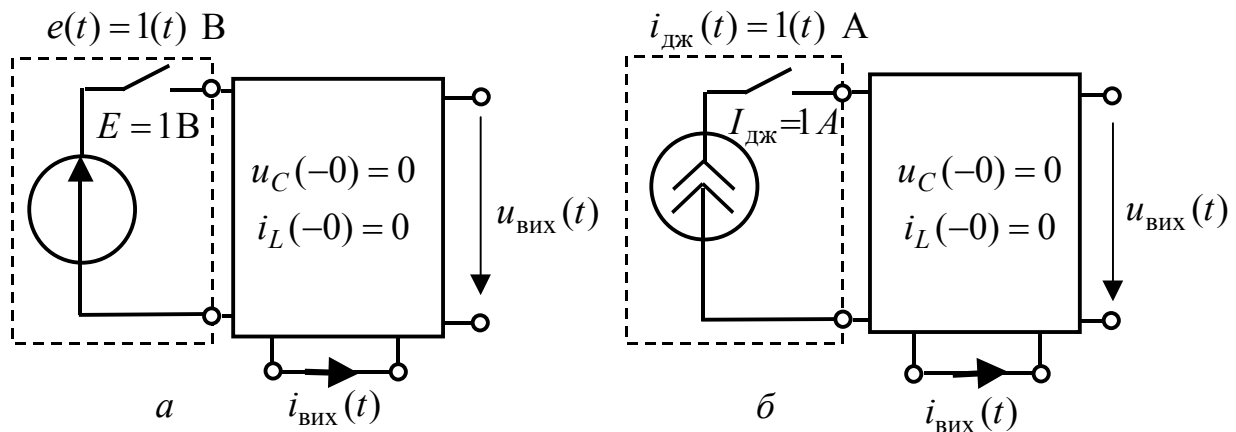 e(t) = 1(t) В
E = 1В
u_C(−0) = 0
i_L(−0) = 0
u_вих(t)
i_вих(t)
а
i_дж(t) = 1(t) А
I_дж=1 А
u_C(−0) = 0
i_L(−0) = 0
u_вих(t)
i_вих(t)
б